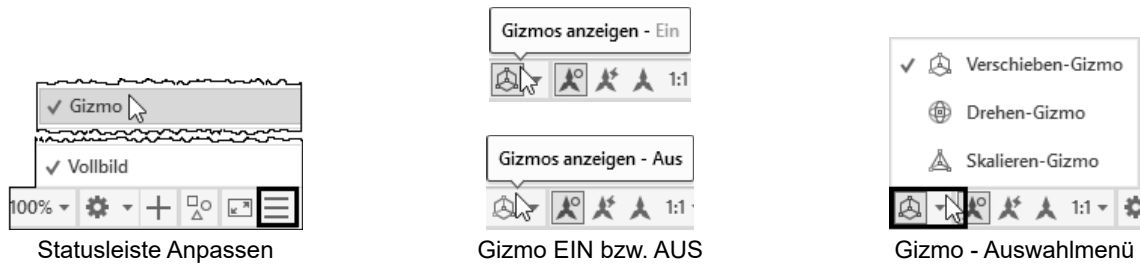 Gizmo
Vollbild
100%
Statusleiste Anpassen
Gizmos anzeigen - Ein
1:1
Gizmos anzeigen - Aus
1:1
Gizmo EIN bzw. AUS
Verschieben-Gizmo
Drehen-Gizmo
Skalieren-Gizmo
1:1
Gizmo - Auswahlmenü